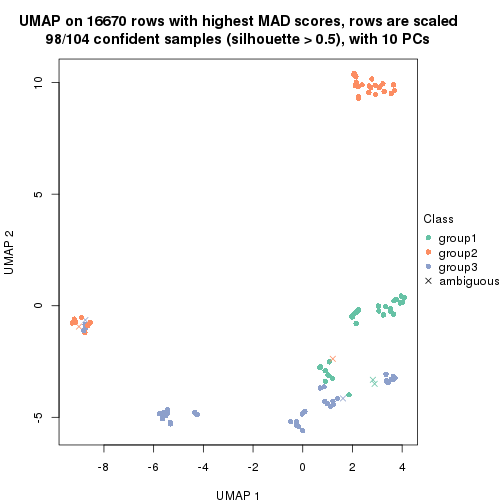 UMAP on 16670 rows with highest MAD scores, rows are scaled
98/104 confident samples (silhouette > 0.5), with 10 PCs
10
5
0
-5
UMAP 2
-8
-6
-4
-2
0
2
4
UMAP 1
Class
group1
group2
group3
ambiguous